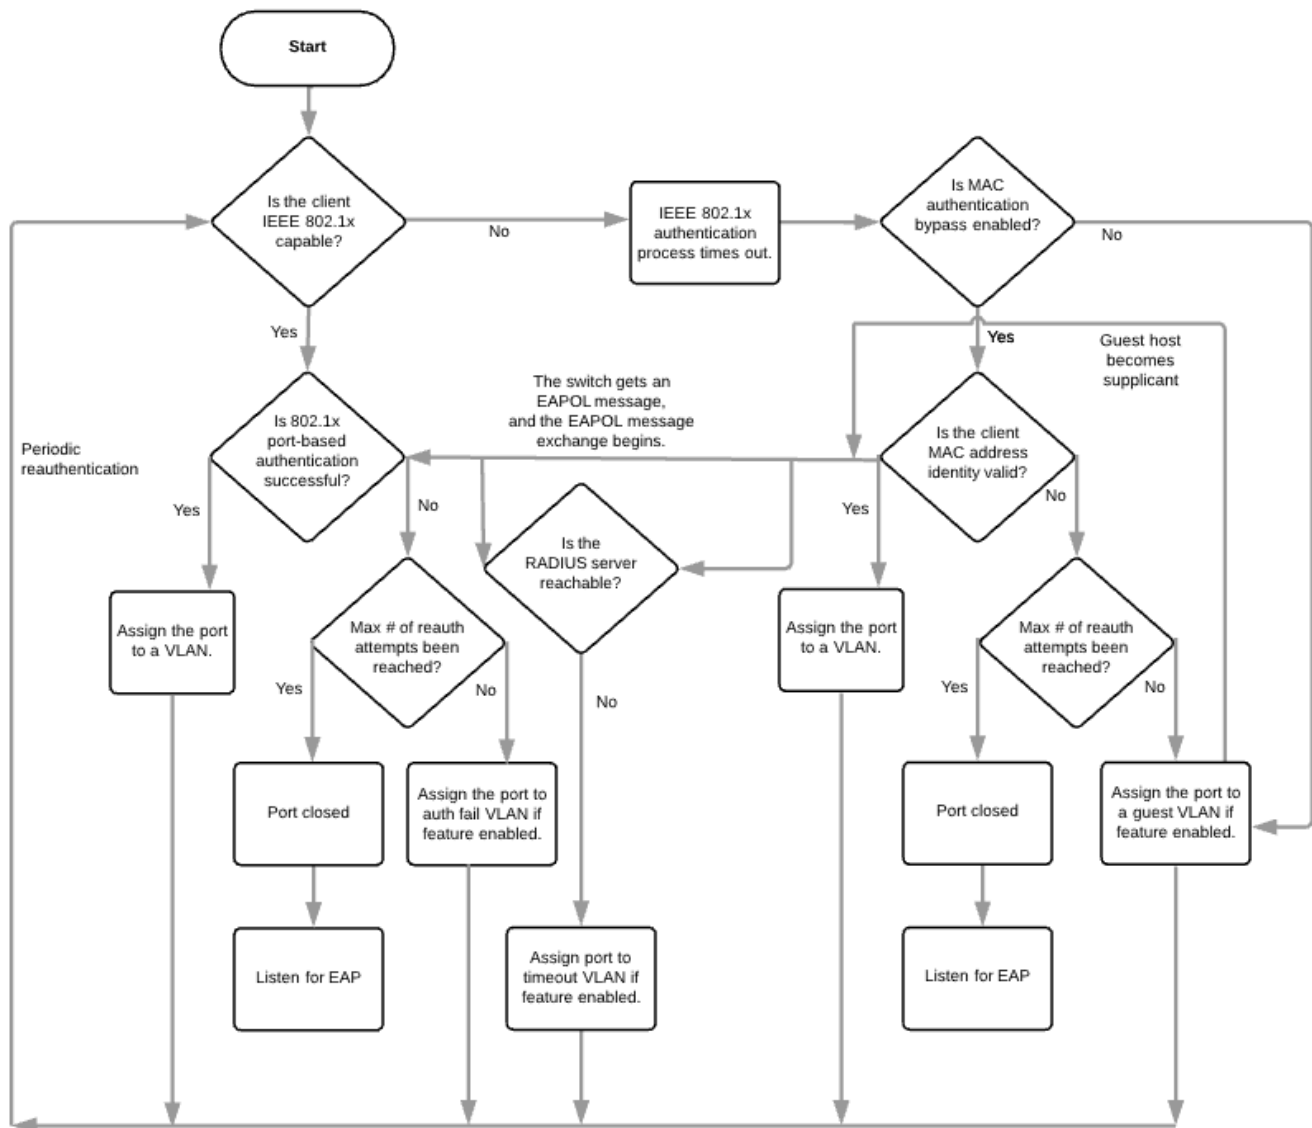 Start
Is the client
IEEE 802.1x
capable?
No
IEEE 802.1x
authentication
process times out.
Is MAC
authentication
bypass enabled?
No
Yes
Yes
Guest host
becomes
supplicant
The switch gets an
EAPOL message,
and the EAPOL message
exchange begins.
Periodic
reauthentication
Is 802.1x
port-based
authentication
successful?
Is the client
MAC address
identity valid?
Yes
No
Is the
RADIUS server
reachable?
Yes
No
Assign the port
to a VLAN.
Max # of reauth
attempts been
reached?
Assign the port
to a VLAN.
Max # of reauth
attempts been
reached?
Yes
No
No
Yes
No
Port closed
Assign the port to
auth fail VLAN if
feature enabled.
Port closed
Assign the port to
a guest VLAN if
feature enabled.
Listen for EAP
Assign port to
timeout VLAN if
feature enabled.
Listen for EAP